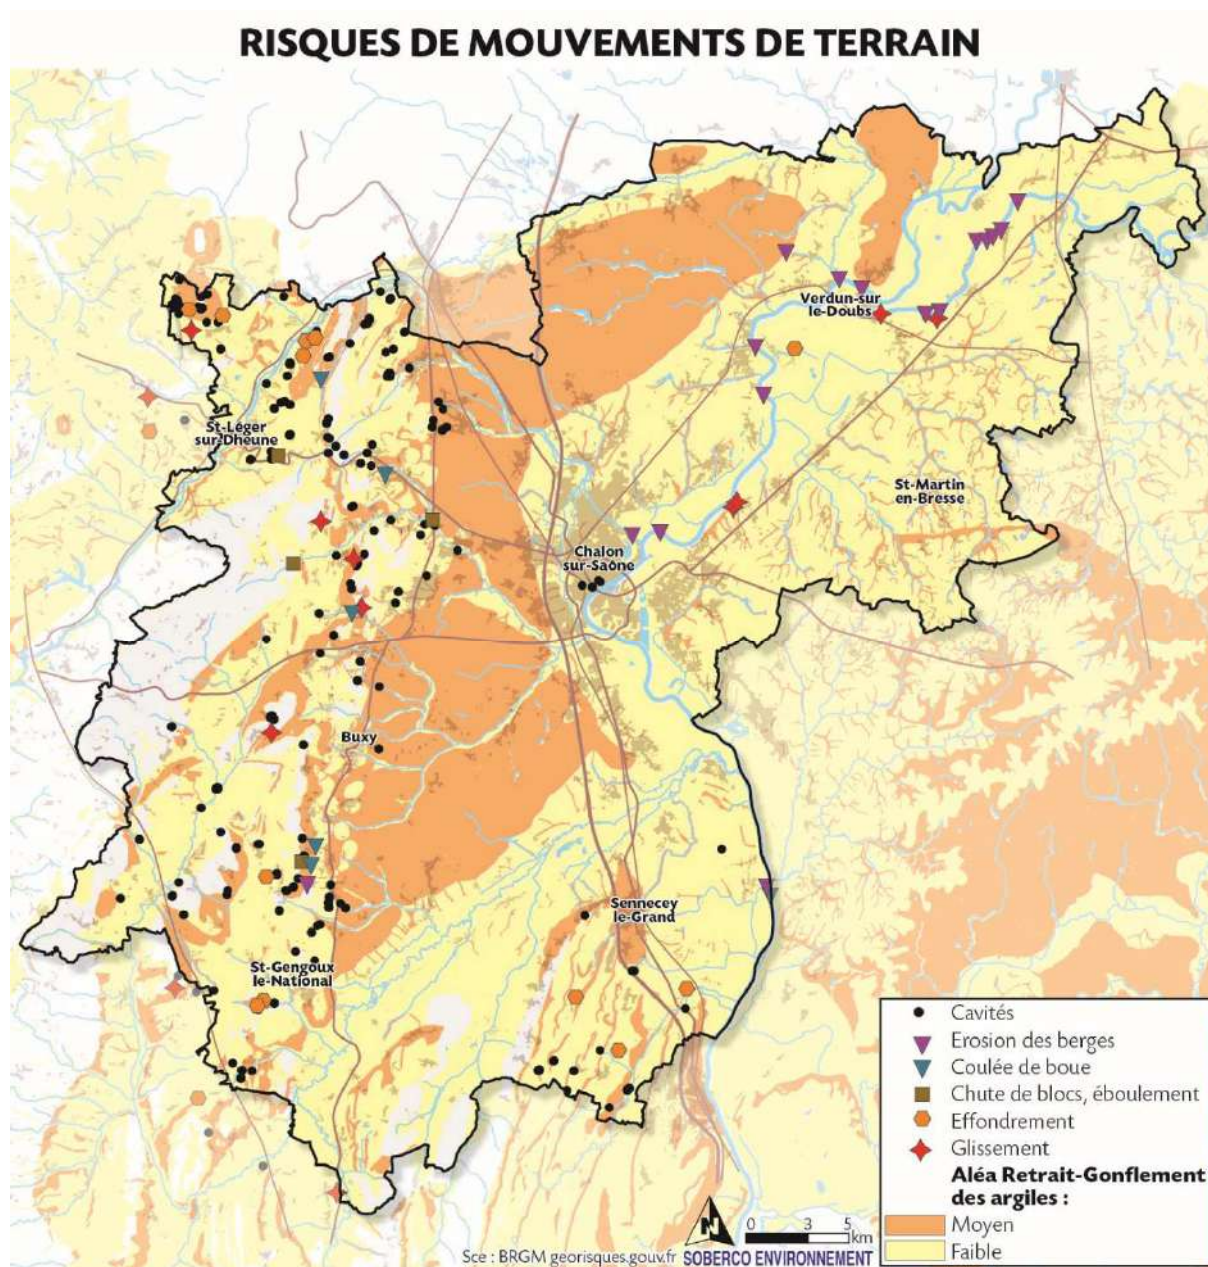 RISQUES DE MOUVEMENTS DE TERRAIN
Verdun-sur
le-Doubs
St-Léger
sur-Dheune
St-Martin
en-Bresse
Chalon
sur-Saône
Buxy
Sennecey
le-Grand
St-Gengoux
le-National
Cavités
Erosion des berges
Coulée de boue
Chute de blocs, éboulement
Effondrement
Glissement
Aléa Retrait-Gonflement
des argiles :
Moyen
Faible
N
0 3 5
km
Sce : BRGM georisques.gouv.fr SOBERCO ENVIRONNEMENT